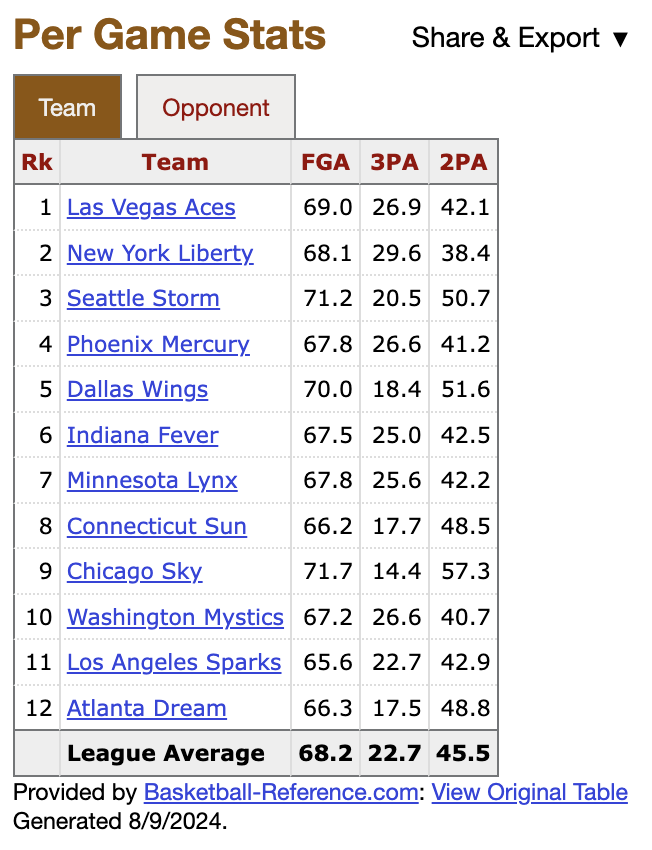 Per Game Stats
Share & Export ▼
Team Opponent
Rk Team FGA 3PA 2PA
1 Las Vegas Aces 69.0 26.9 42.1
2 New York Liberty 68.1 29.6 38.4
3 Seattle Storm 71.2 20.5 50.7
4 Phoenix Mercury 67.8 26.6 41.2
5 Dallas Wings 70.0 18.4 51.6
6 Indiana Fever 67.5 25.0 42.5
7 Minnesota Lynx 67.8 25.6 42.2
8 Connecticut Sun 66.2 17.7 48.5
9 Chicago Sky 71.7 14.4 57.3
10 Washington Mystics 67.2 26.6 40.7
11 Los Angeles Sparks 65.6 22.7 42.9
12 Atlanta Dream 66.3 17.5 48.8
League Average 68.2 22.7 45.5
Provided by Basketball-Reference.com: View Original Table
Generated 8/9/2024.